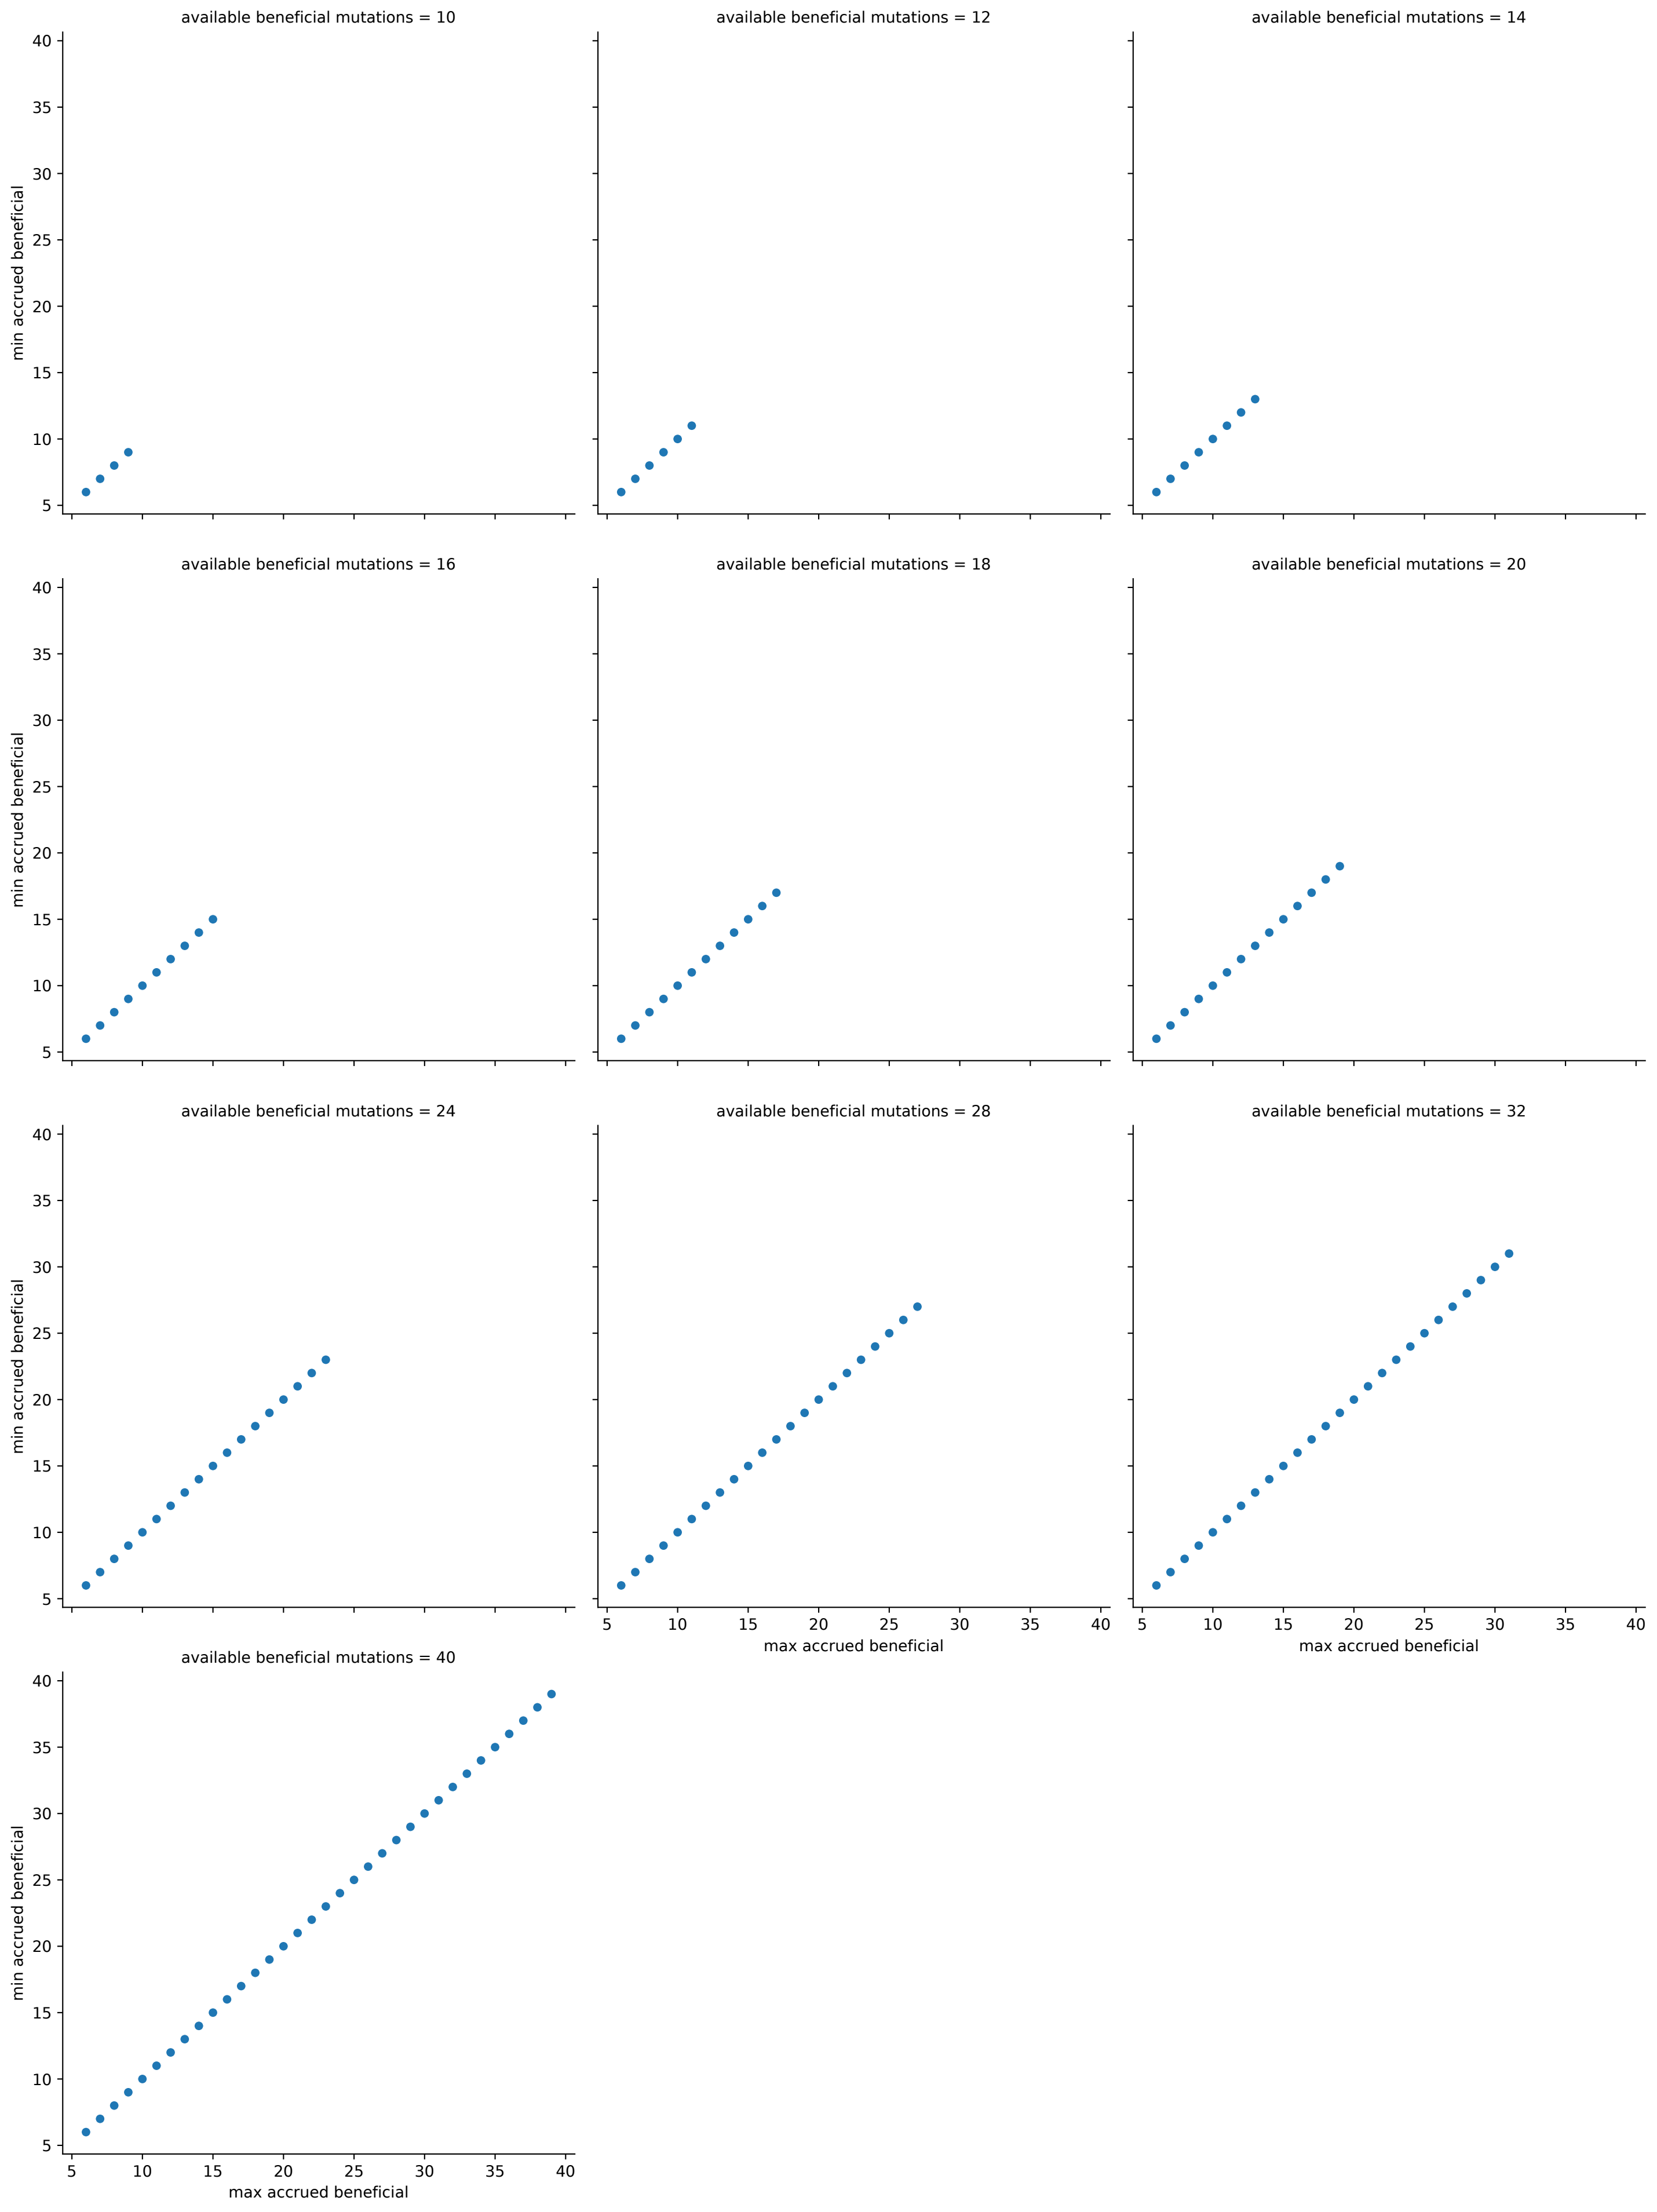 available beneficial mutations = 10
available beneficial mutations = 12
available beneficial mutations = 14
40
35
30
25
20
15
10
5
min accrued beneficial
available beneficial mutations = 16
available beneficial mutations = 18
available beneficial mutations = 20
40
35
30
25
20
15
10
5
min accrued beneficial
available beneficial mutations = 24
available beneficial mutations = 28
available beneficial mutations = 32
40
35
30
25
20
15
10
5
min accrued beneficial
5 10 15 20 25 30 35 40
max accrued beneficial
5 10 15 20 25 30 35 40
max accrued beneficial
available beneficial mutations = 40
40
35
30
25
20
15
10
5
min accrued beneficial
5 10 15 20 25 30 35 40
max accrued beneficial